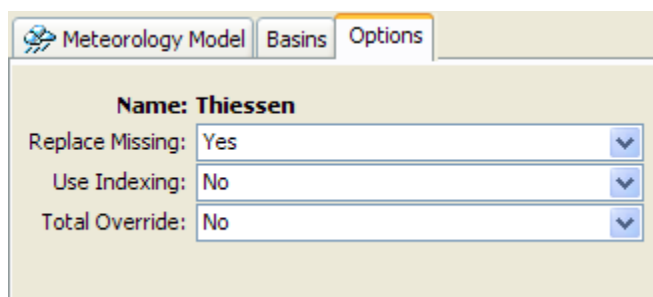 Meteorology Model Basins Options
Name: Thiessen
Replace Missing: Yes
Use Indexing: No
Total Override: No